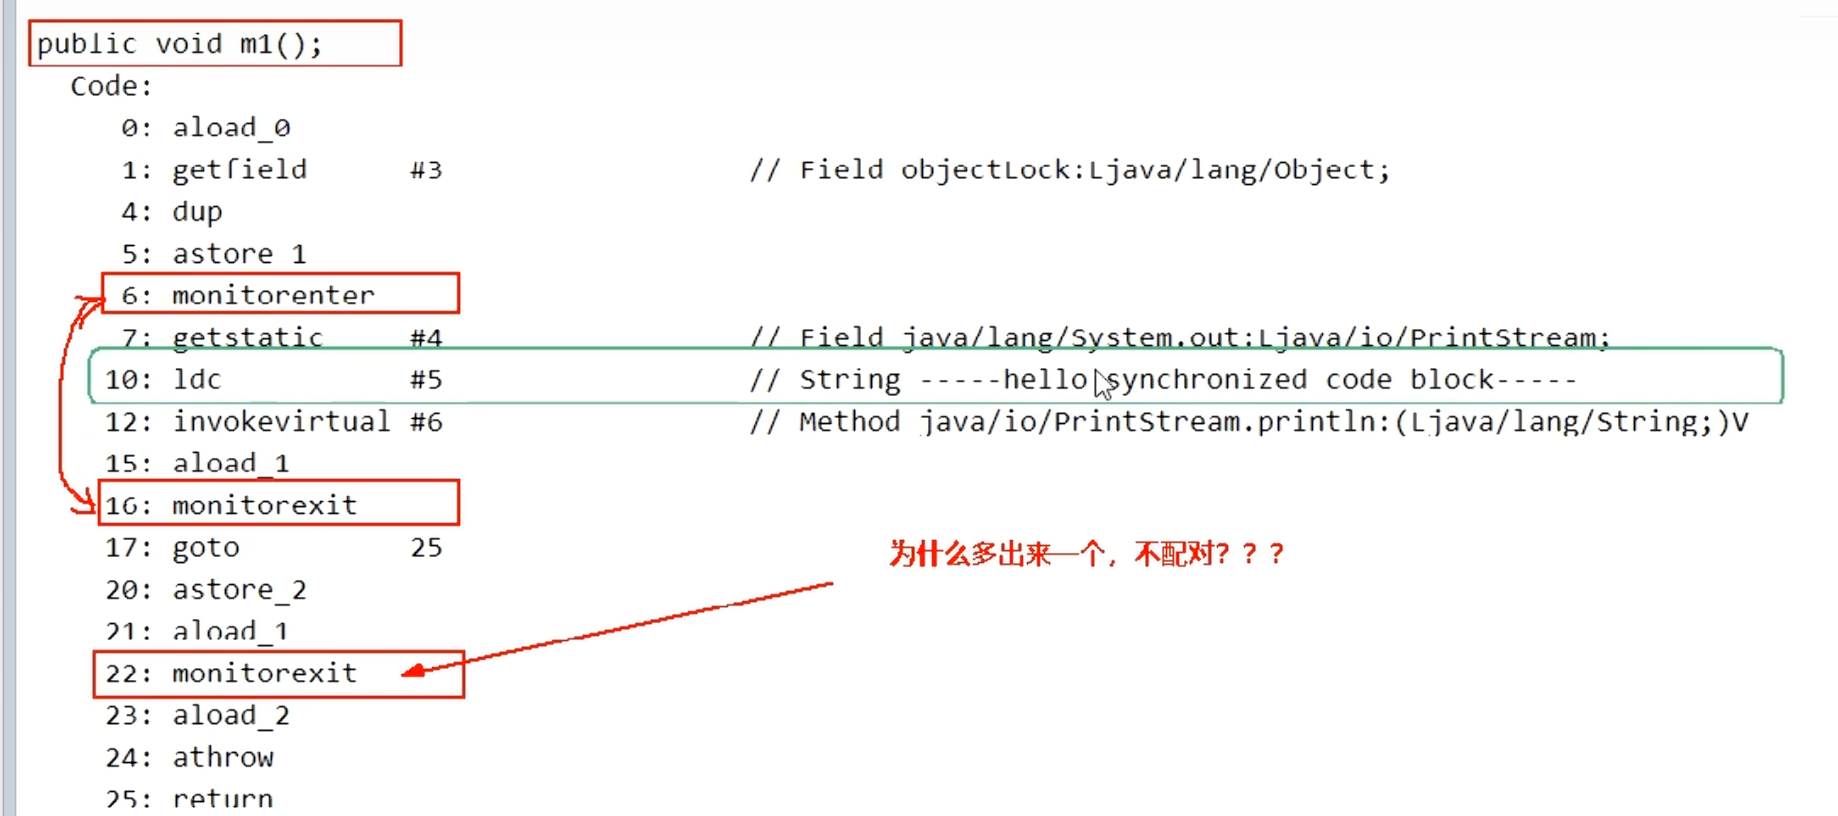 public void m1();
Code:
0: aload_0
1: getfield #3 // Field objectLock:Ljava/lang/Object;
4: dup
5: astore_1
6: monitorenter
7: getstatic #4 // Field java/lang/System.out:Ljava/io/PrintStream;
10: ldc #5 // String -----hello synchronized code block-----
12: invokevirtual #6 // Method java/io/PrintStream.println:(Ljava/lang/String;)V
15: aload_1
16: monitorexit
17: goto 25
为什么多出来一个，不配对？？？
20: astore_2
21: aload_1
22: monitorexit
23: aload_2
24: athrow
25: return